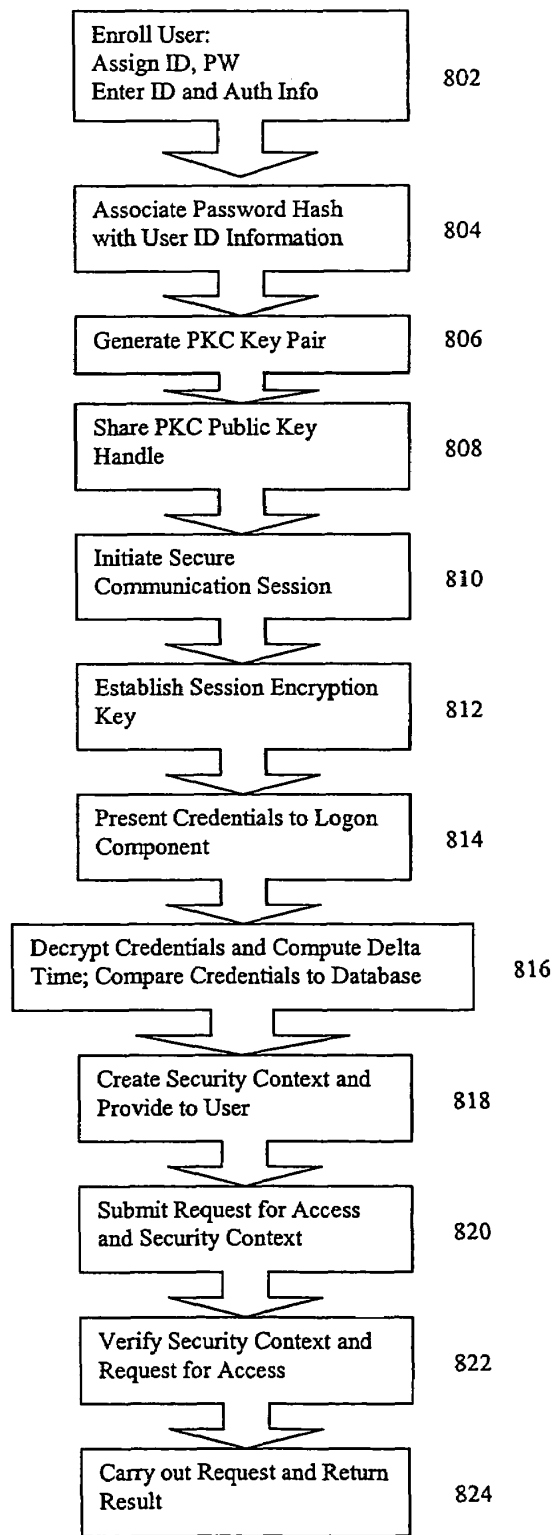 Enroll User:
Assign ID, PW
Enter ID and Auth Info
802
Associate Password Hash
with User ID Information
804
Generate PKC Key Pair
806
Share PKC Public Key
Handle
808
Initiate Secure
Communication Session
810
Establish Session Encryption
Key
812
Present Credentials to Logon
Component
814
Decrypt Credentials and Compute Delta
Time; Compare Credentials to Database
816
Create Security Context and
Provide to User
818
Submit Request for Access
and Security Context
820
Verify Security Context and
Request for Access
822
Carry out Request and Return
Result
824